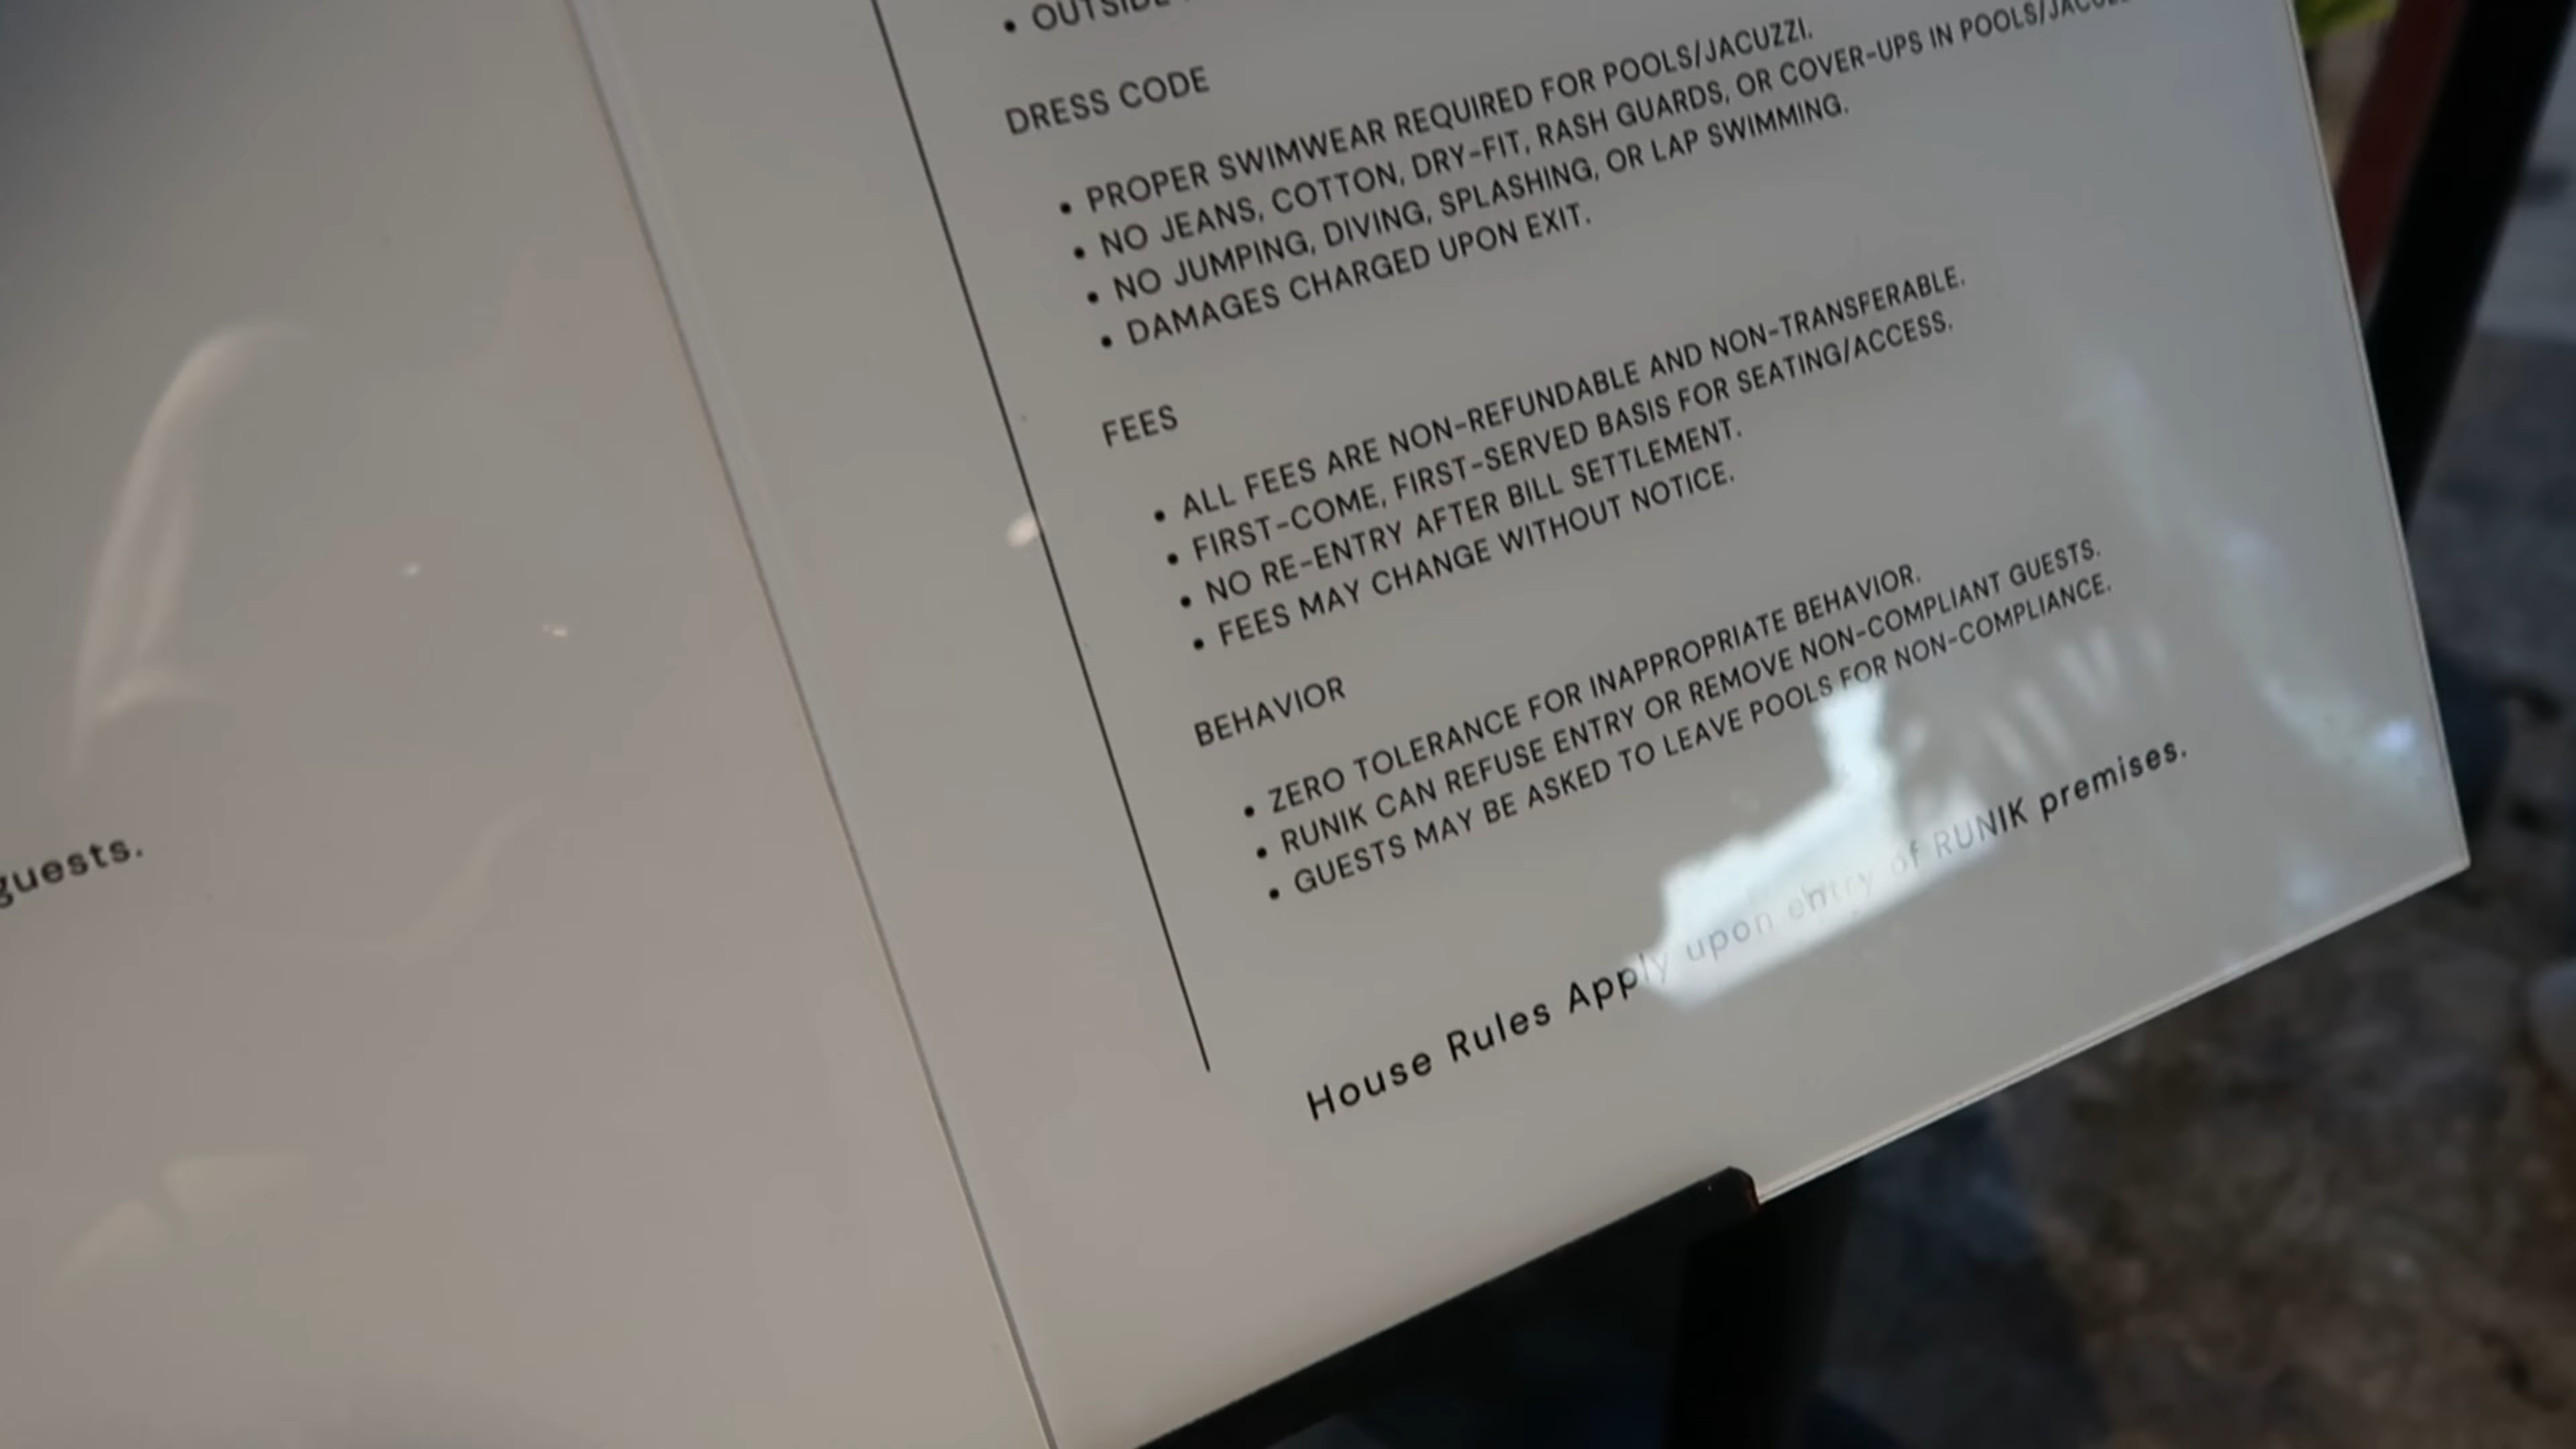 • OUTSIDE
DRESS CODE
• PROPER SWIMWEAR REQUIRED FOR POOLS/JACUZZI.
• NO JEANS, COTTON, DRY-FIT, RASH GUARDS, OR COVER-UPS IN
• NO JUMPING, DIVING, SPLASHING, OR LAP SWIMMING.
• DAMAGES CHARGED UPON EXIT.
FEES
• ALL FEES ARE NON-REFUNDABLE AND NON-TRANSFERABLE.
• FIRST-COME, FIRST-SERVED BASIS FOR SEATING/ACCESS.
• NO RE-ENTRY AFTER BILL SETTLEMENT.
• FEES MAY CHANGE WITHOUT NOTICE.
BEHAVIOR
• ZERO TOLERANCE FOR INAPPROPRIATE BEHAVIOR.
• RUNIK CAN REFUSE ENTRY OR REMOVE NON-COMPLIANT GUESTS.
• GUESTS MAY BE ASKED TO LEAVE POOLS FOR NON-COMPLIANCE.
House Rules Apply upon entry of RUNIK premises.
guests.